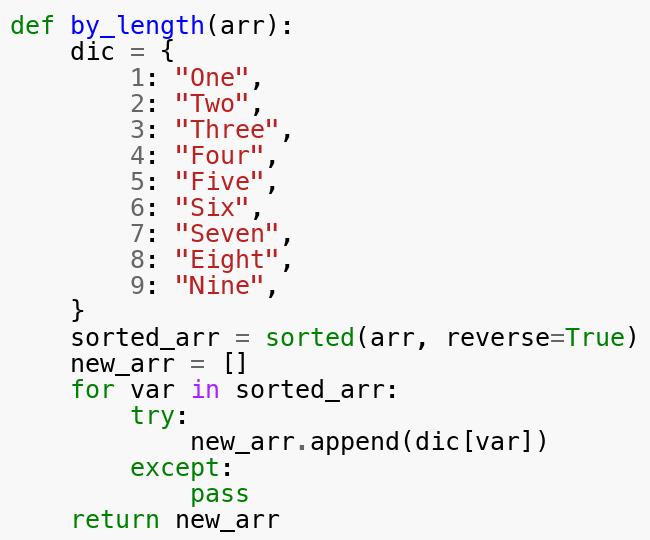 def by_length(arr):
    dic = {
        1: "One",
        2: "Two",
        3: "Three",
        4: "Four",
        5: "Five",
        6: "Six",
        7: "Seven",
        8: "Eight",
        9: "Nine",
    }
    sorted_arr = sorted(arr, reverse=True)
    new_arr = []
    for var in sorted_arr:
        try:
            new_arr.append(dic[var])
        except:
            pass
    return new_arr